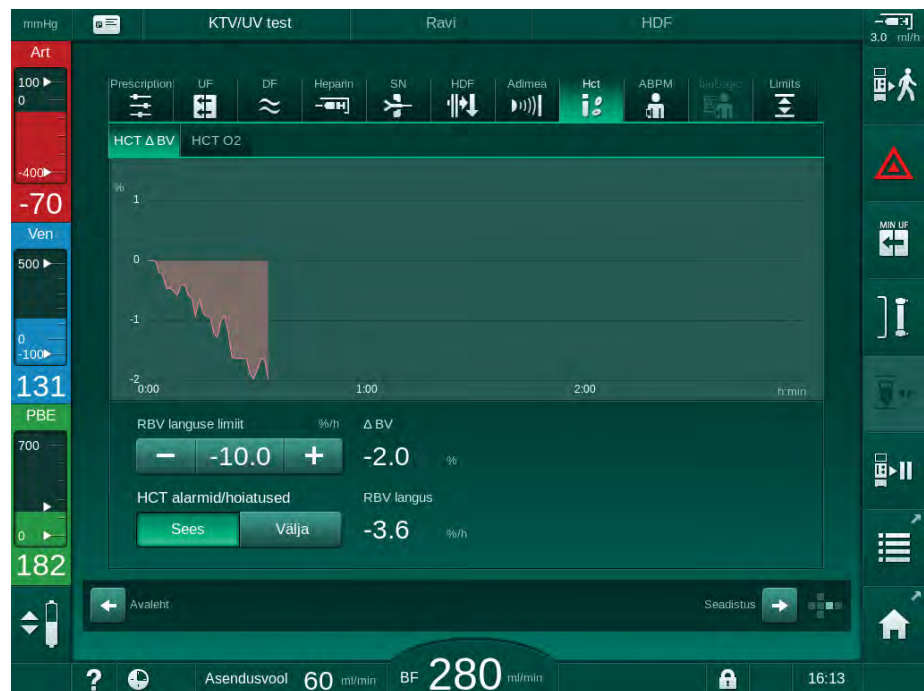 mmHg
KTV/UV test
Ravi
HDF
3.0 ml/h
Art
100
0
-400
-70
Ven
500
0
-100
131
PBE
700
0
182
Prescription
UF
DF
Heparin
SN
HDF
Adimea
Hct
ABPM
bioLogic
Limits
HCT Δ BV
HCT O2
%
1
0
-1
-2
0:00
1:00
2:00
h:min
RBV languse limiit %/h
− -10.0 +
Δ BV
-2.0 %
HCT alarmid/hoiatused
Sees
Välja
RBV langus
-3.6 %/h
MIN UF
Avaleht
Seadistus
?
Asendusvool 60 ml/min
BF 280 ml/min
16:13